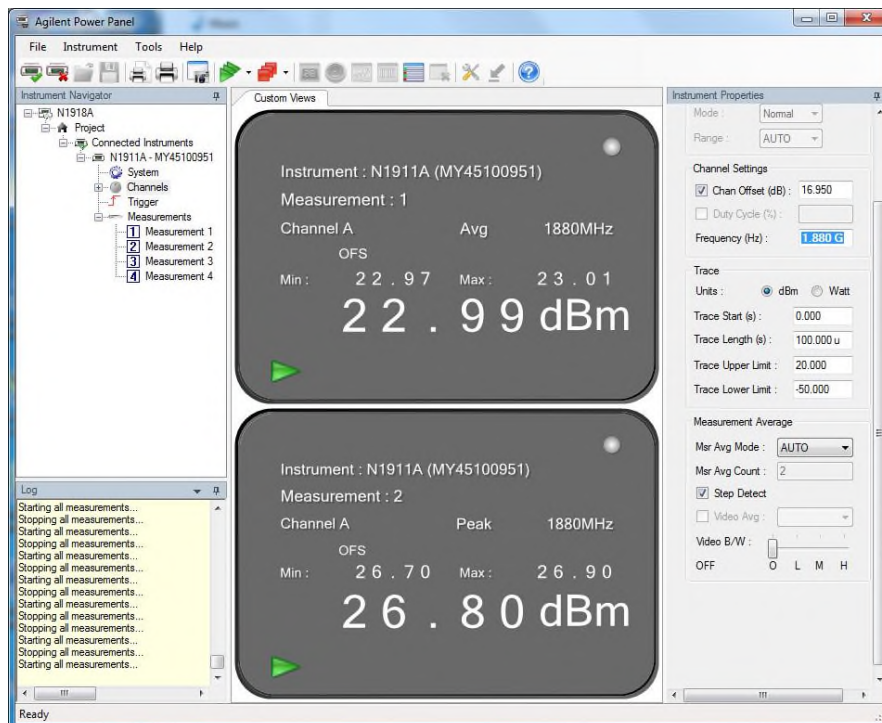 Agilent Power Panel
File Instrument Tools Help
Instrument Navigator
N1918A
Project
Connected Instruments
N1911A - MY45100951
System
Channels
Trigger
Measurements
1 Measurement 1
2 Measurement 2
3 Measurement 3
4 Measurement 4
Log
Starting all measurements...
Stopping all measurements...
Starting all measurements...
Stopping all measurements...
Starting all measurements...
Stopping all measurements...
Starting all measurements...
Starting all measurements...
Starting all measurements...
Stopping all measurements...
Stopping all measurements...
Starting all measurements...
Stopping all measurements...
Starting all measurements...
Custom Views
Instrument : N1911A (MY45100951)
Measurement : 1
Channel A Avg 1880MHz
OFS
Min : 22.97 Max : 23.01
22.99 dBm
Instrument : N1911A (MY45100951)
Measurement : 2
Channel A Peak 1880MHz
OFS
Min : 26.70 Max : 26.90
26.80 dBm
Instrument Properties
Mode : Normal
Range : AUTO
Channel Settings
Chan Offset (dB) : 16.950
Duty Cycle (%) :
Frequency (Hz) : 1.880 G
Trace
Units : dBm Watt
Trace Start (s) : 0.000
Trace Length (s) : 100.000 u
Trace Upper Limit : 20.000
Trace Lower Limit : -50.000
Measurement Average
Msr Avg Mode : AUTO
Msr Avg Count : 2
Step Detect
Video Avg :
Video B/W :
OFF O L M H
Ready